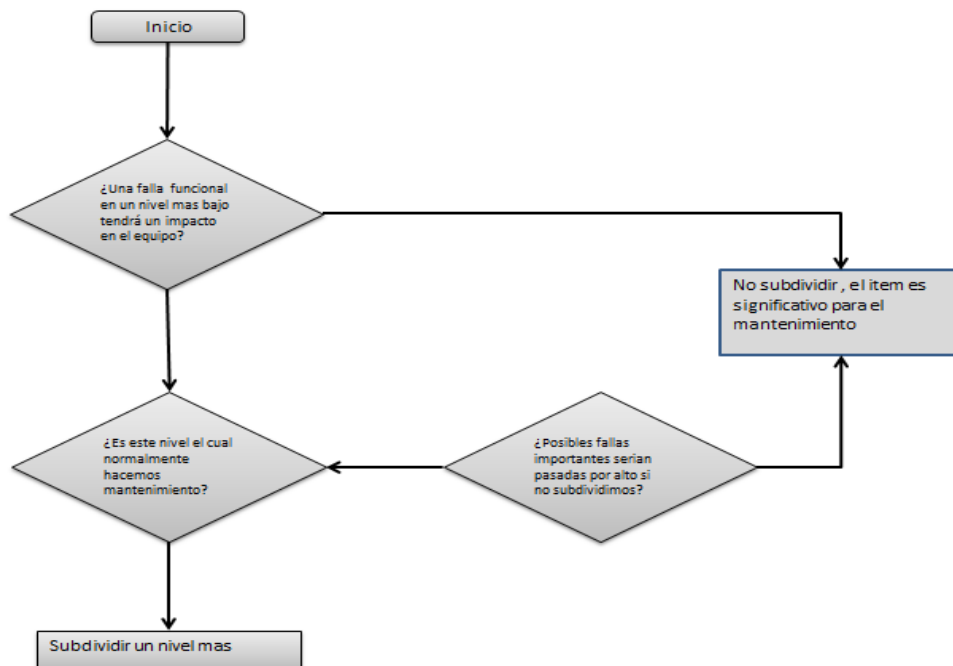 Inicio
¿Una falla funcional
en un nivel mas bajo
tendrá un impacto
en el equipo?
No subdividir , el item es
significativo para el
mantenimiento
¿Es este nivel el cual
normalmente
hacemos
mantenimiento?
¿Posibles fallas
importantes serian
pasadas por alto si
no subdividimos?
Subdividir un nivel mas